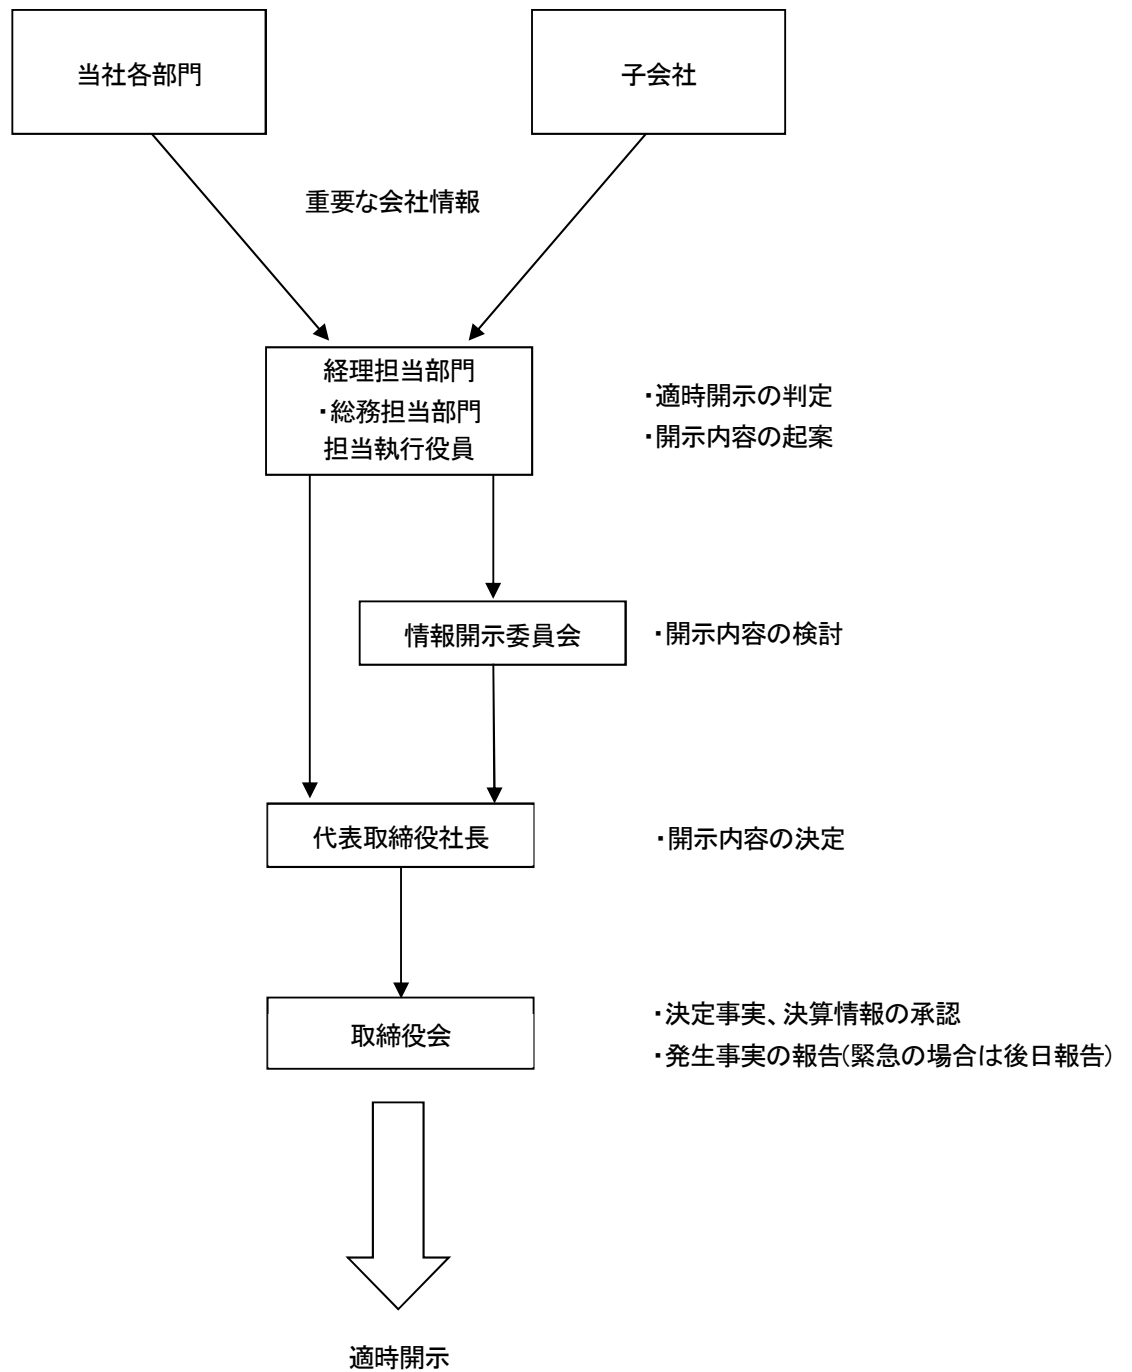 当社各部門
子会社
重要な会社情報
経理担当部門
・総務担当部門
担当執行役員
・適時開示の判定
・開示内容の起案
情報開示委員会
・開示内容の検討
代表取締役社長
・開示内容の決定
取締役会
・決定事実、決算情報の承認
・発生事実の報告(緊急の場合は後日報告)
適時開示